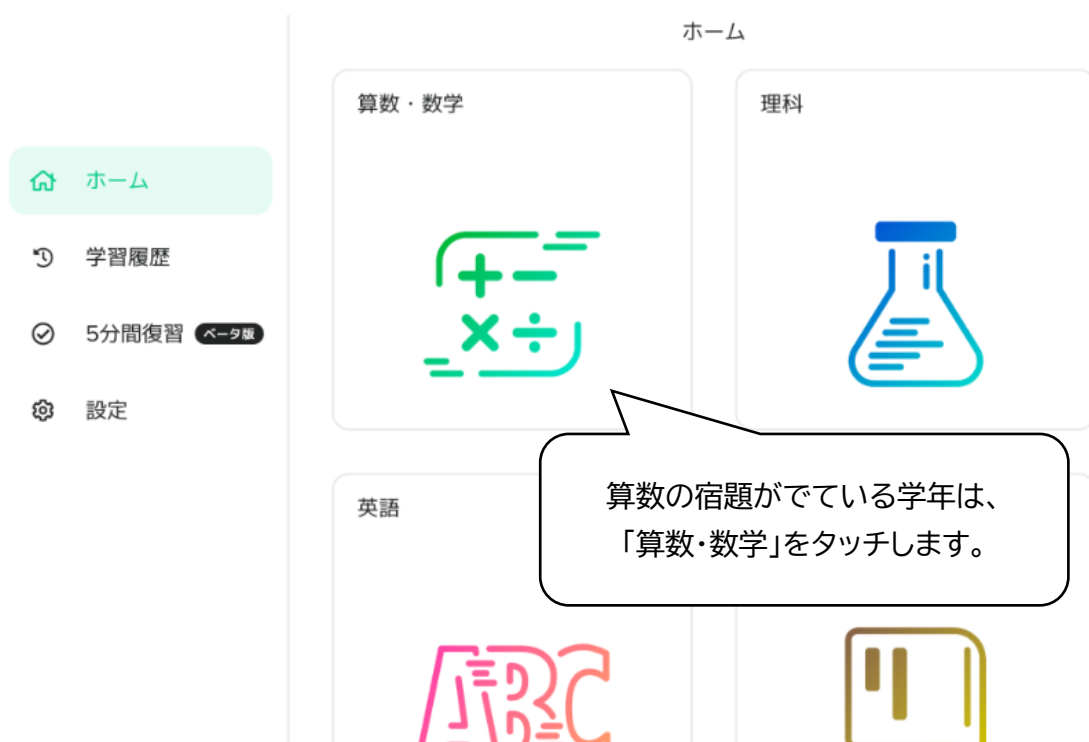 ホーム
算数・数学
理科
ホーム
学習履歴
5分間復習 ベータ版
設定
英語
算数の宿題がでている学年は、
「算数・数学」をタッチします。
ABC